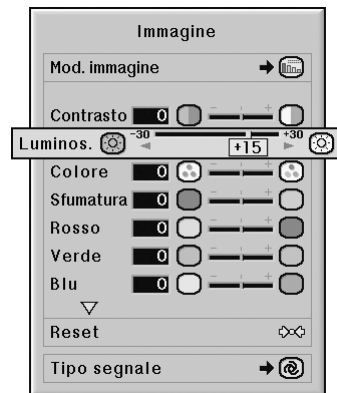 Immagine
Mod. immagine
Contrasto 0 - +
Luminos. -30 +30
+15
Colore 0
Sfumatura 0 - +
Rosso 0 - +
Verde 0 - +
Blu 0 - +
Reset
Tipo segnale